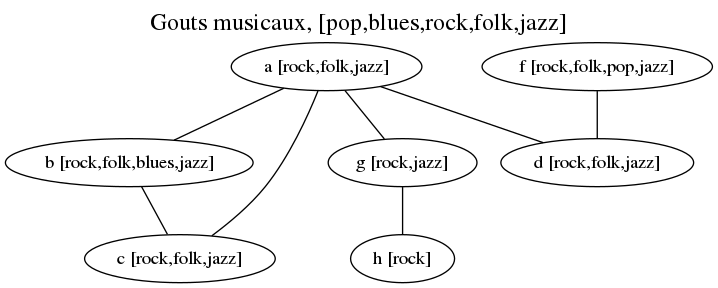 Gouts musicaux, [pop,blues,rock,folk,jazz]
a [rock,folk,jazz]
f [rock,folk,pop,jazz]
b [rock,folk,blues,jazz]
g [rock,jazz]
d [rock,folk,jazz]
c [rock,folk,jazz]
h [rock]